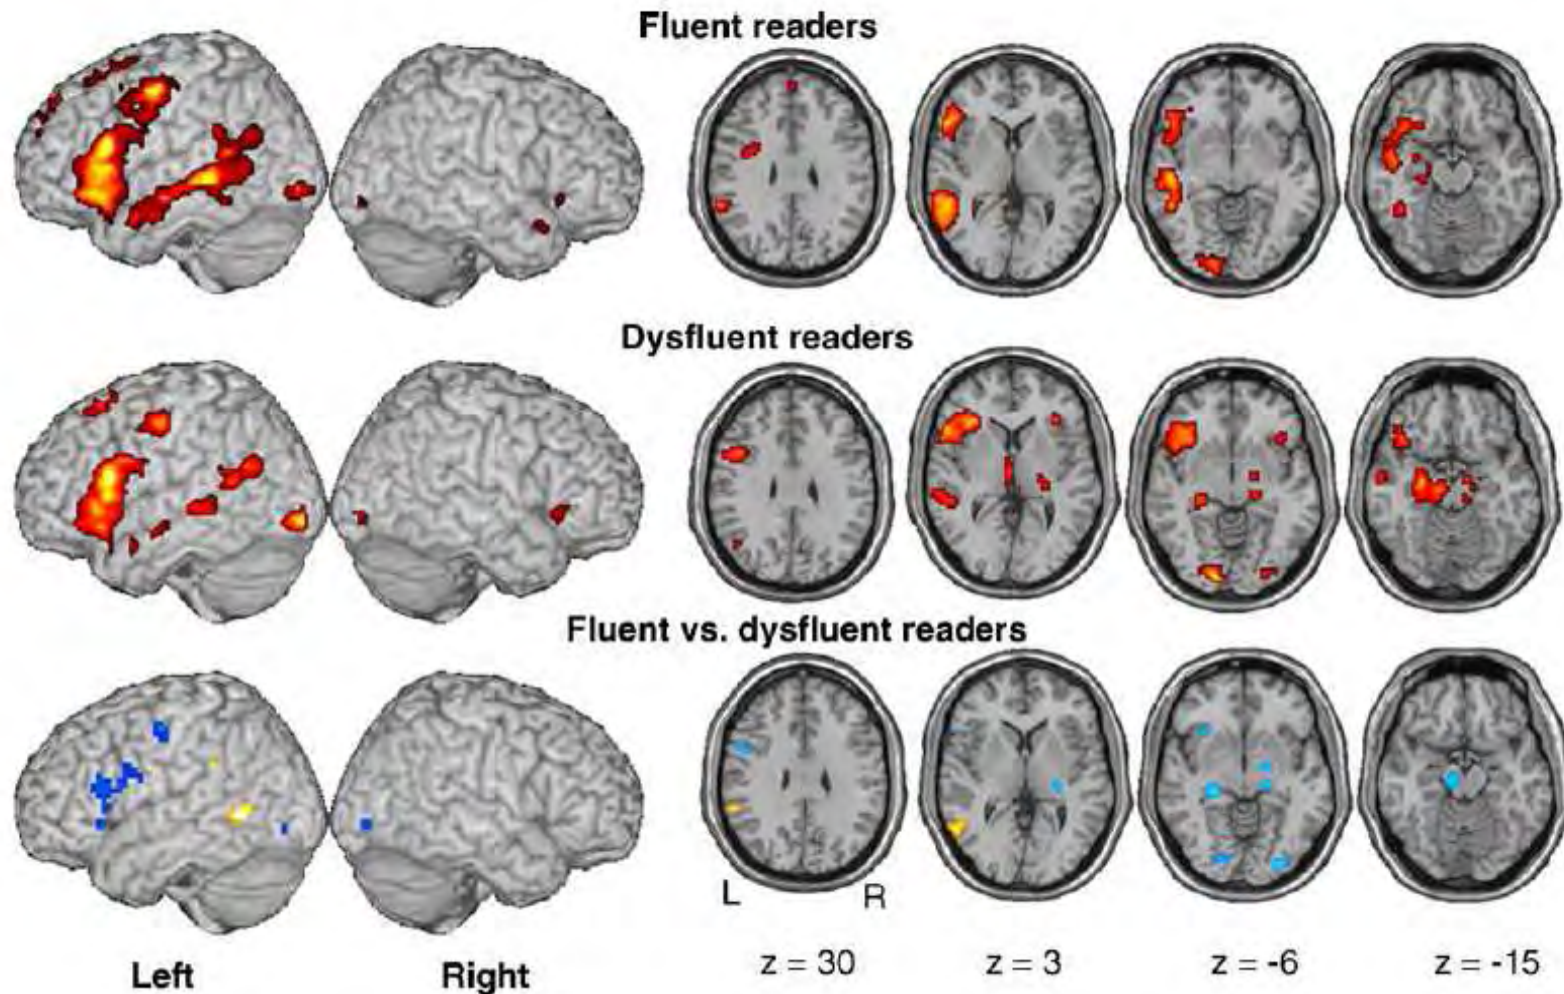 Fluent readers
Dysfluent readers
Fluent vs. dysfluent readers
L R
Left Right z = 30 z = 3 z = -6 z = -15